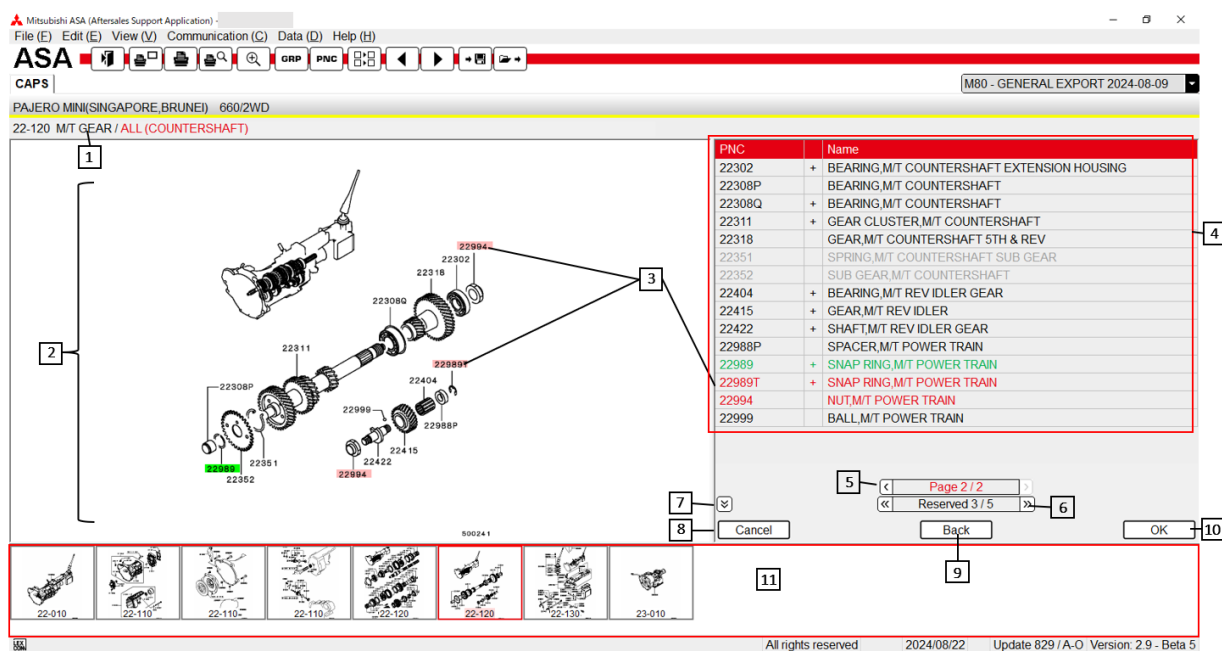 Mitsubishi ASA (Aftersales Support Application) -
File (F) Edit (E) View (V) Communication (C) Data (D) Help (H)
ASA GRP PNC
CAPS M80 - GENERAL EXPORT 2024-08-09
PAJERO MINI(SINGAPORE,BRUNEI) 660/2WD
22-120 M/T GEAR / ALL (COUNTERSHAFT)
1
2
3
22994
22302
22318
22308Q
22311
22989T
22404
22308P
22999
22988P
22415
22351
22422
22989
22994
22352
500241
PNC Name
22302 + BEARING,M/T COUNTERSHAFT EXTENSION HOUSING
22308P BEARING,M/T COUNTERSHAFT
22308Q + BEARING,M/T COUNTERSHAFT
22311 + GEAR CLUSTER,M/T COUNTERSHAFT
22318 GEAR,M/T COUNTERSHAFT 5TH & REV
22351 SPRING,M/T COUNTERSHAFT SUB GEAR
22352 SUB GEAR,M/T COUNTERSHAFT
22404 + BEARING,M/T REV IDLER GEAR
22415 + GEAR,M/T REV IDLER
22422 + SHAFT,M/T REV IDLER GEAR
22988P SPACER,M/T POWER TRAIN
22989 + SNAP RING,M/T POWER TRAIN
22989T + SNAP RING,M/T POWER TRAIN
22994 NUT,M/T POWER TRAIN
22999 BALL,M/T POWER TRAIN
4
5 < Page 2 / 2 >
« Reserved 3 / 5 » 6
7
8 Cancel Back OK 10
9
11
22-010 22-110 22-110 22-110 22-120 22-120 22-130 23-010
All rights reserved 2024/08/22 Update 829 / A-O Version: 2.9 - Beta 5